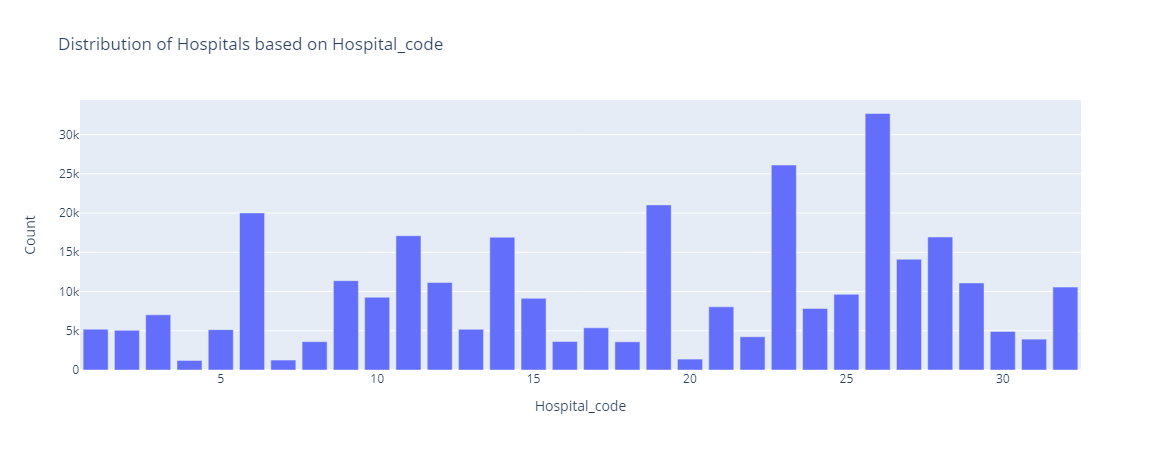 Distribution of Hospitals based on Hospital_code
30k
25k
20k
15k
10k
5k
0
Count
5 10 15 20 25 30
Hospital_code